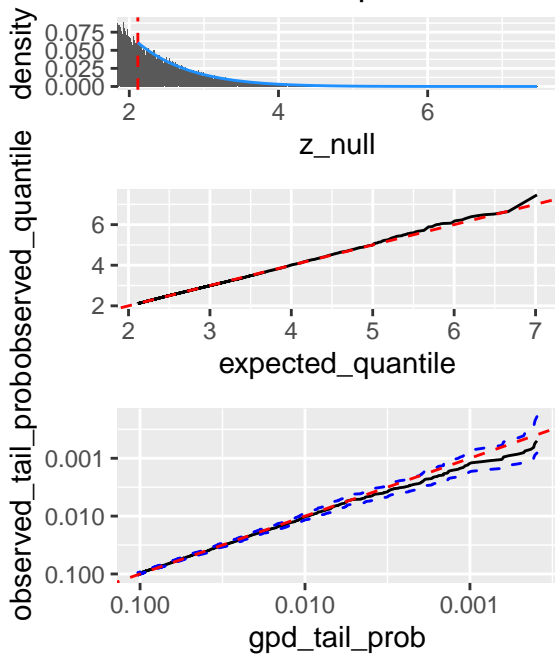 density
0.075
0.050
0.025
0.000
2 4 6
z_null
observed_quantile
6
4
2
2 3 4 5 6 7
expected_quantile
observed_tail_prob
0.001
0.010
0.100
0.100 0.010 0.001
gpd_tail_prob